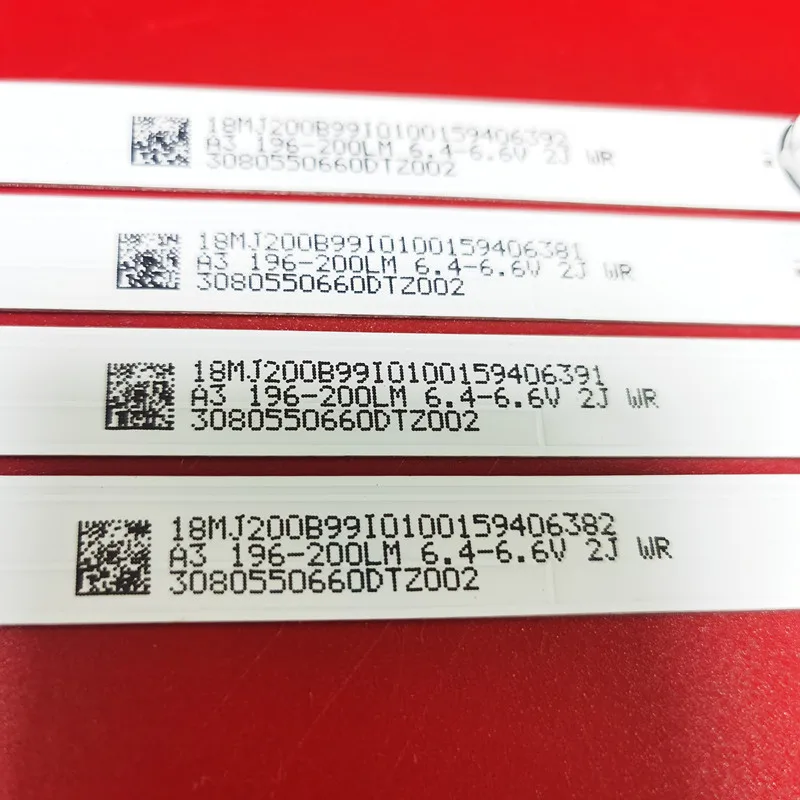 18MJ200B99I0100159406392
A3 196-200LM 6.4-6.6V 2J WR
3080550660DTZ002
18MJ200B99I0100159406381
A3 196-200LM 6.4-6.6V 2J WR
3080550660DTZ002
18MJ200B99I0100159406391
A3 196-200LM 6.4-6.6V 2J WR
3080550660DTZ002
18MJ200B99I0100159406382
A3 196-200LM 6.4-6.6V 2J WR
3080550660DTZ002